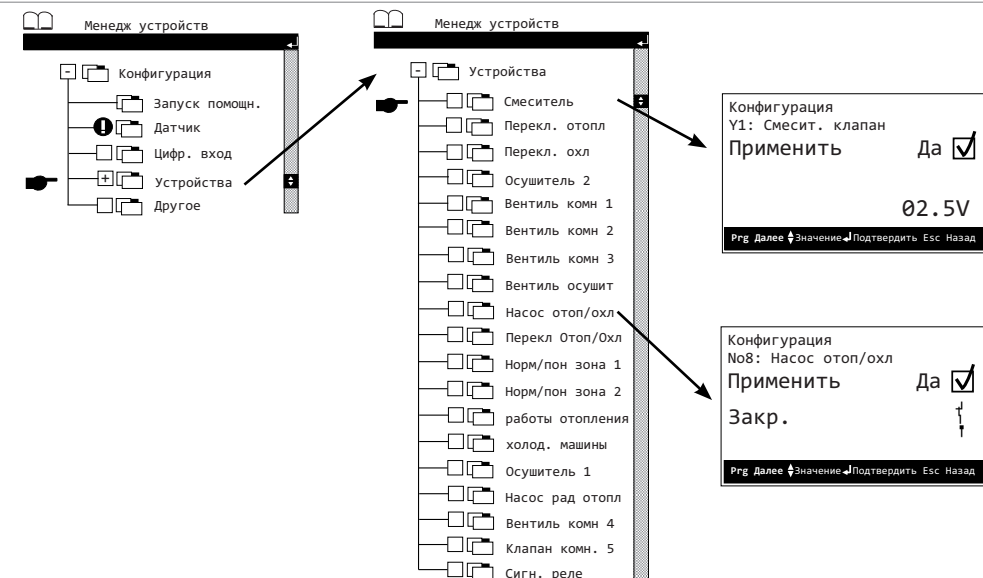 Менедж устройств
Конфигурация
Запуск помощн.
Датчик
Цифр. вход
Устройства
Другое
Менедж устройств
Устройства
Смеситель
Перекл. отопл
Перекл. охл
Осушитель 2
Вентиль комн 1
Вентиль комн 2
Вентиль комн 3
Вентиль осушит
Насос отоп/охл
Перекл Отоп/Охл
Норм/пон зона 1
Норм/пон зона 2
работы отопления
холод. машины
Осушитель 1
Насос рад отопл
Вентиль комн 4
Клапан комн. 5
Сигн. реле
Конфигурация
Y1: Смесит. клапан
Применить Да
02.5V
Prg Далее Значение Подтвердить Esc Назад
Конфигурация
No8: Насос отоп/охл
Применить Да
Закр.
Prg Далее Значение Подтвердить Esc Назад